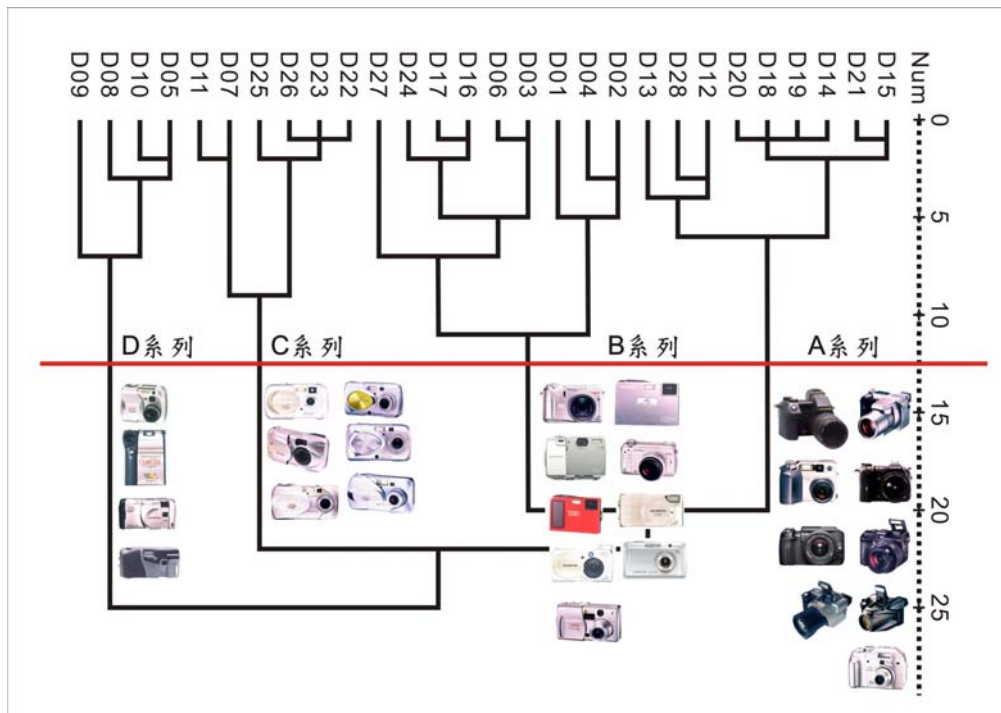 D09
D08
D10
D05
D11
D07
D25
D26
D23
D22
D27
D24
D17
D16
D06
D03
D01
D04
D02
D13
D28
D12
D20
D18
D19
D14
D21
D15
Num
0
5
10
D系列
C系列
B系列
A系列
15
20
25